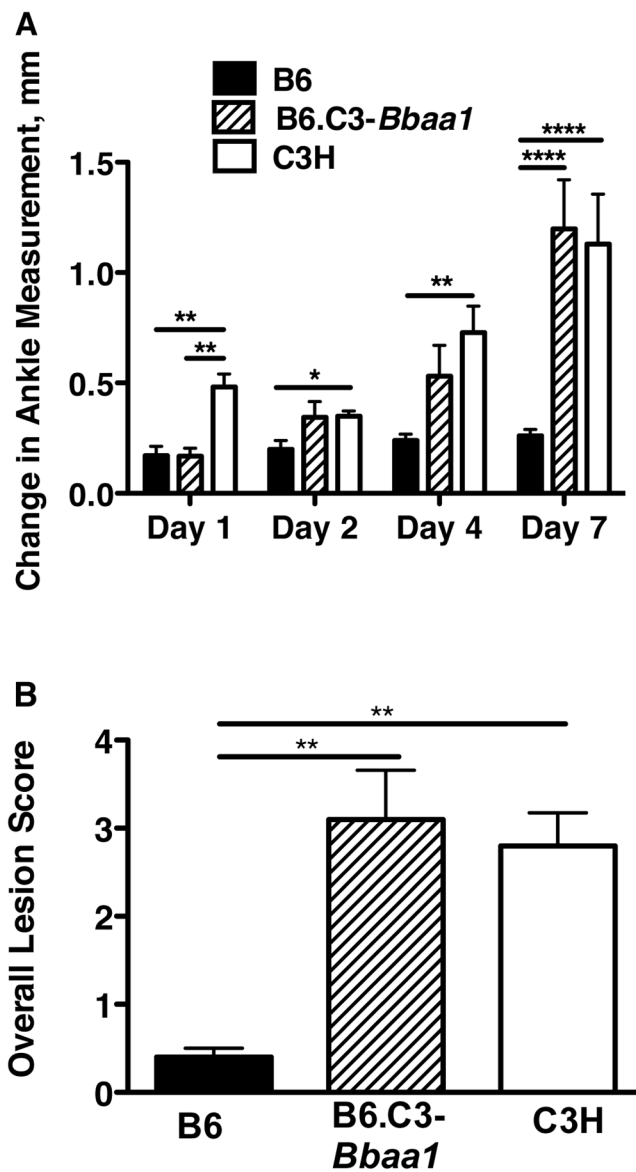 A
Change in Ankle Measurement, mm
B6
B6.C3-Bbaa1
C3H
1.5
1.0
0.5
0.0
**
**
*
**
****
****
Day 1
Day 2
Day 4
Day 7
B
Overall Lesion Score
4
3
2
1
0
**
**
B6
B6.C3-
Bbaa1
C3H